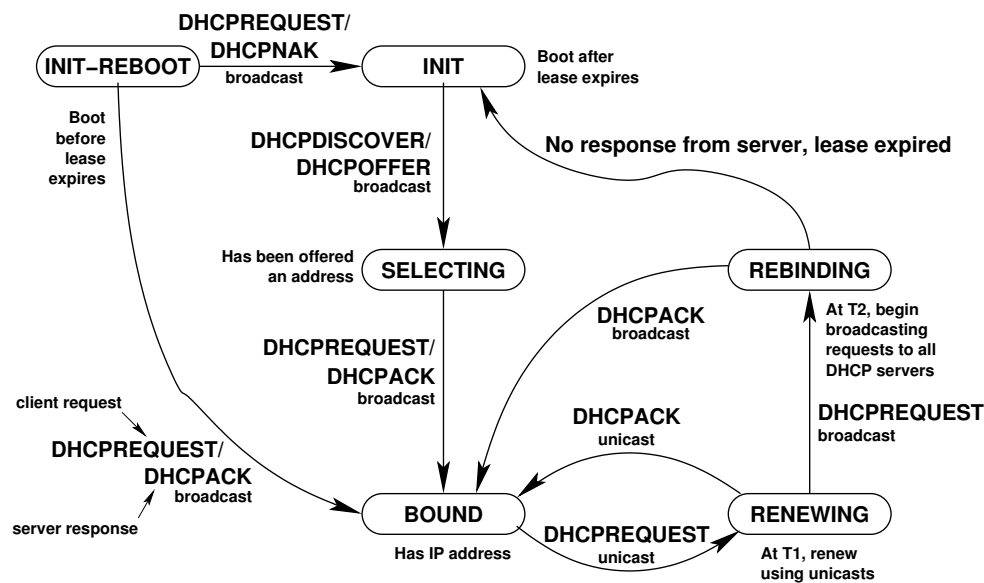 DHCPREQUEST/
DHCPNAK
broadcast
INIT–REBOOT
INIT
Boot after
lease expires
Boot
before
lease
expires
DHCPDISCOVER/
DHCPOFFER
broadcast
No response from server, lease expired
Has been offered
an address
SELECTING
REBINDING
At T2, begin
broadcasting
requests to all
DHCP servers
DHCPACK
broadcast
DHCPREQUEST/
DHCPACK
broadcast
client request
DHCPREQUEST/
DHCPACK
broadcast
server response
DHCPACK
unicast
DHCPREQUEST
broadcast
BOUND
Has IP address
DHCPREQUEST
unicast
RENEWING
At T1, renew
using unicasts